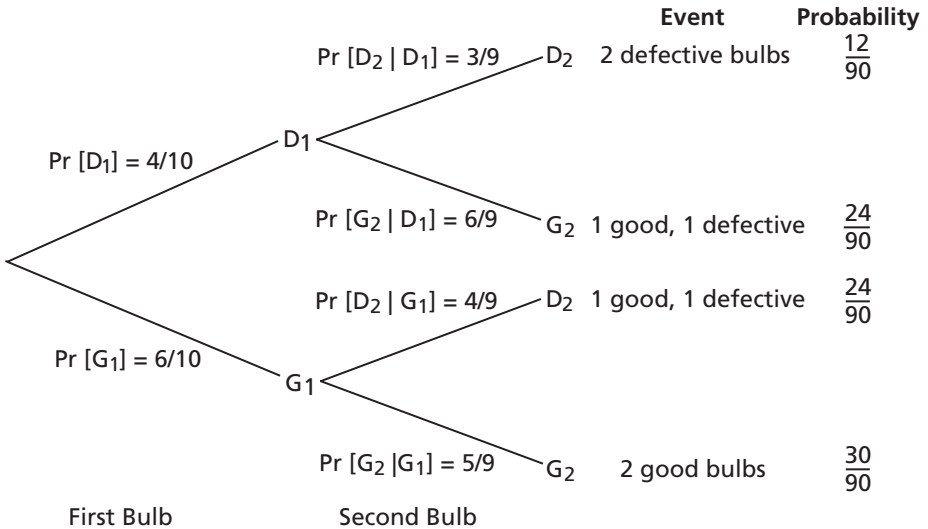 Event Probability
Pr [D₂ | D₁] = 3/9 D₂ 2 defective bulbs 12/90
Pr [D₁] = 4/10 D₁
Pr [G₂ | D₁] = 6/9 G₂ 1 good, 1 defective 24/90
Pr [D₂ | G₁] = 4/9 D₂ 1 good, 1 defective 24/90
Pr [G₁] = 6/10 G₁
Pr [G₂ |G₁] = 5/9 G₂ 2 good bulbs 30/90
First Bulb Second Bulb